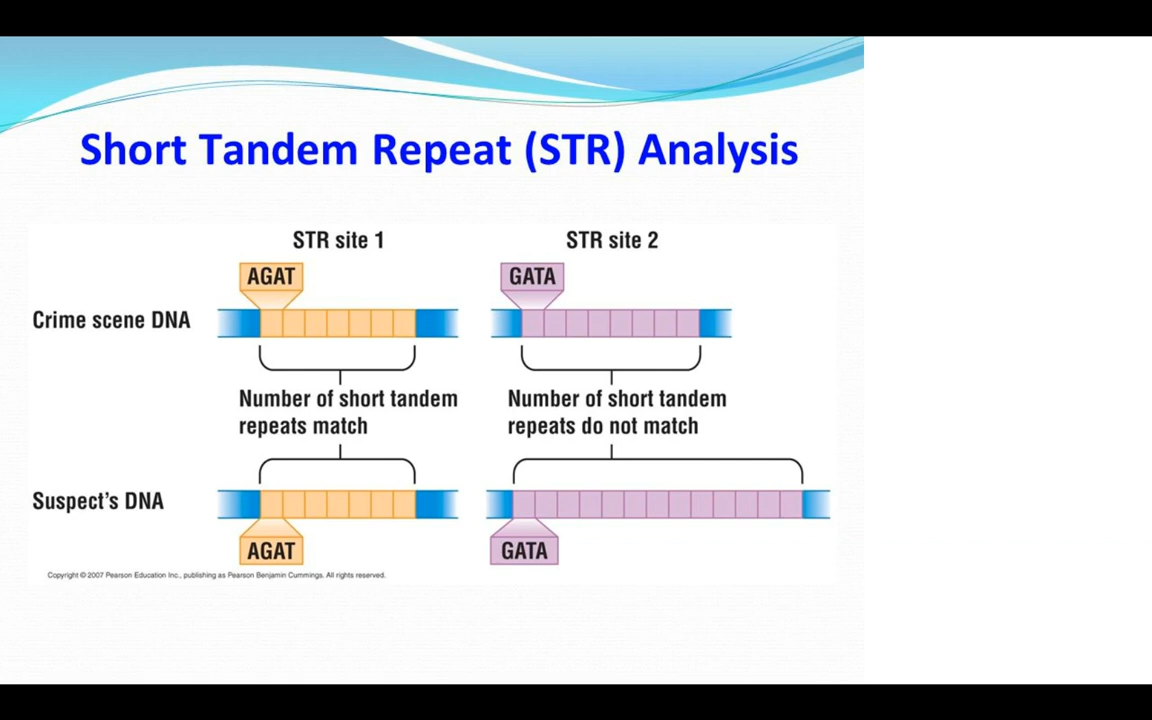 Short Tandem Repeat (STR) Analysis
STR site 1
STR site 2
AGAT
GATA
Crime scene DNA
Number of short tandem
repeats match
Number of short tandem
repeats do not match
Suspect's DNA
AGAT
GATA
Copyright © 2007 Pearson Education Inc., publishing as Pearson Benjamin Cummings. All rights reserved.